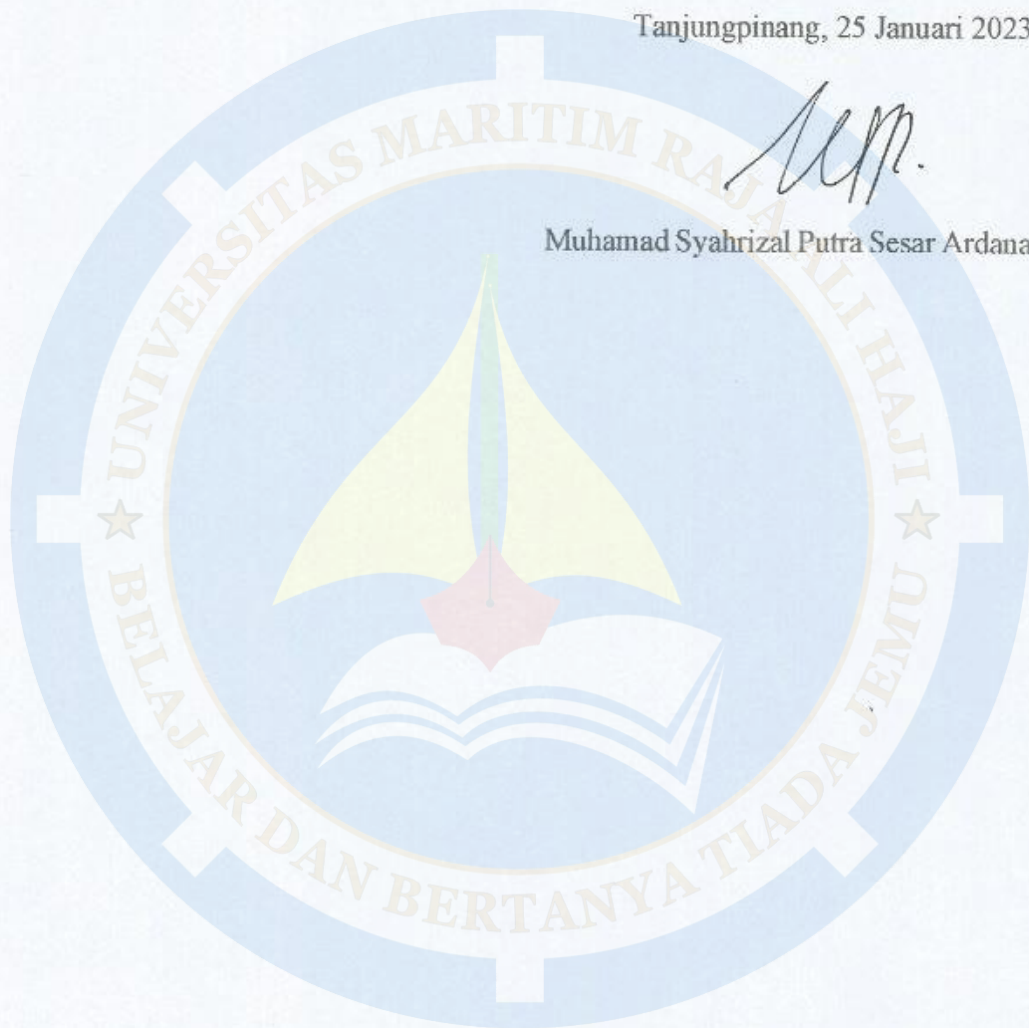 Tanjungpinang, 25 Januari 2023
Muhamad Syahrizal Putra Sesar Ardana
UNIVERSITAS MARITIM RAJA ALI HAJI
BELAJAR DAN BERTANYA TIADA JEMU